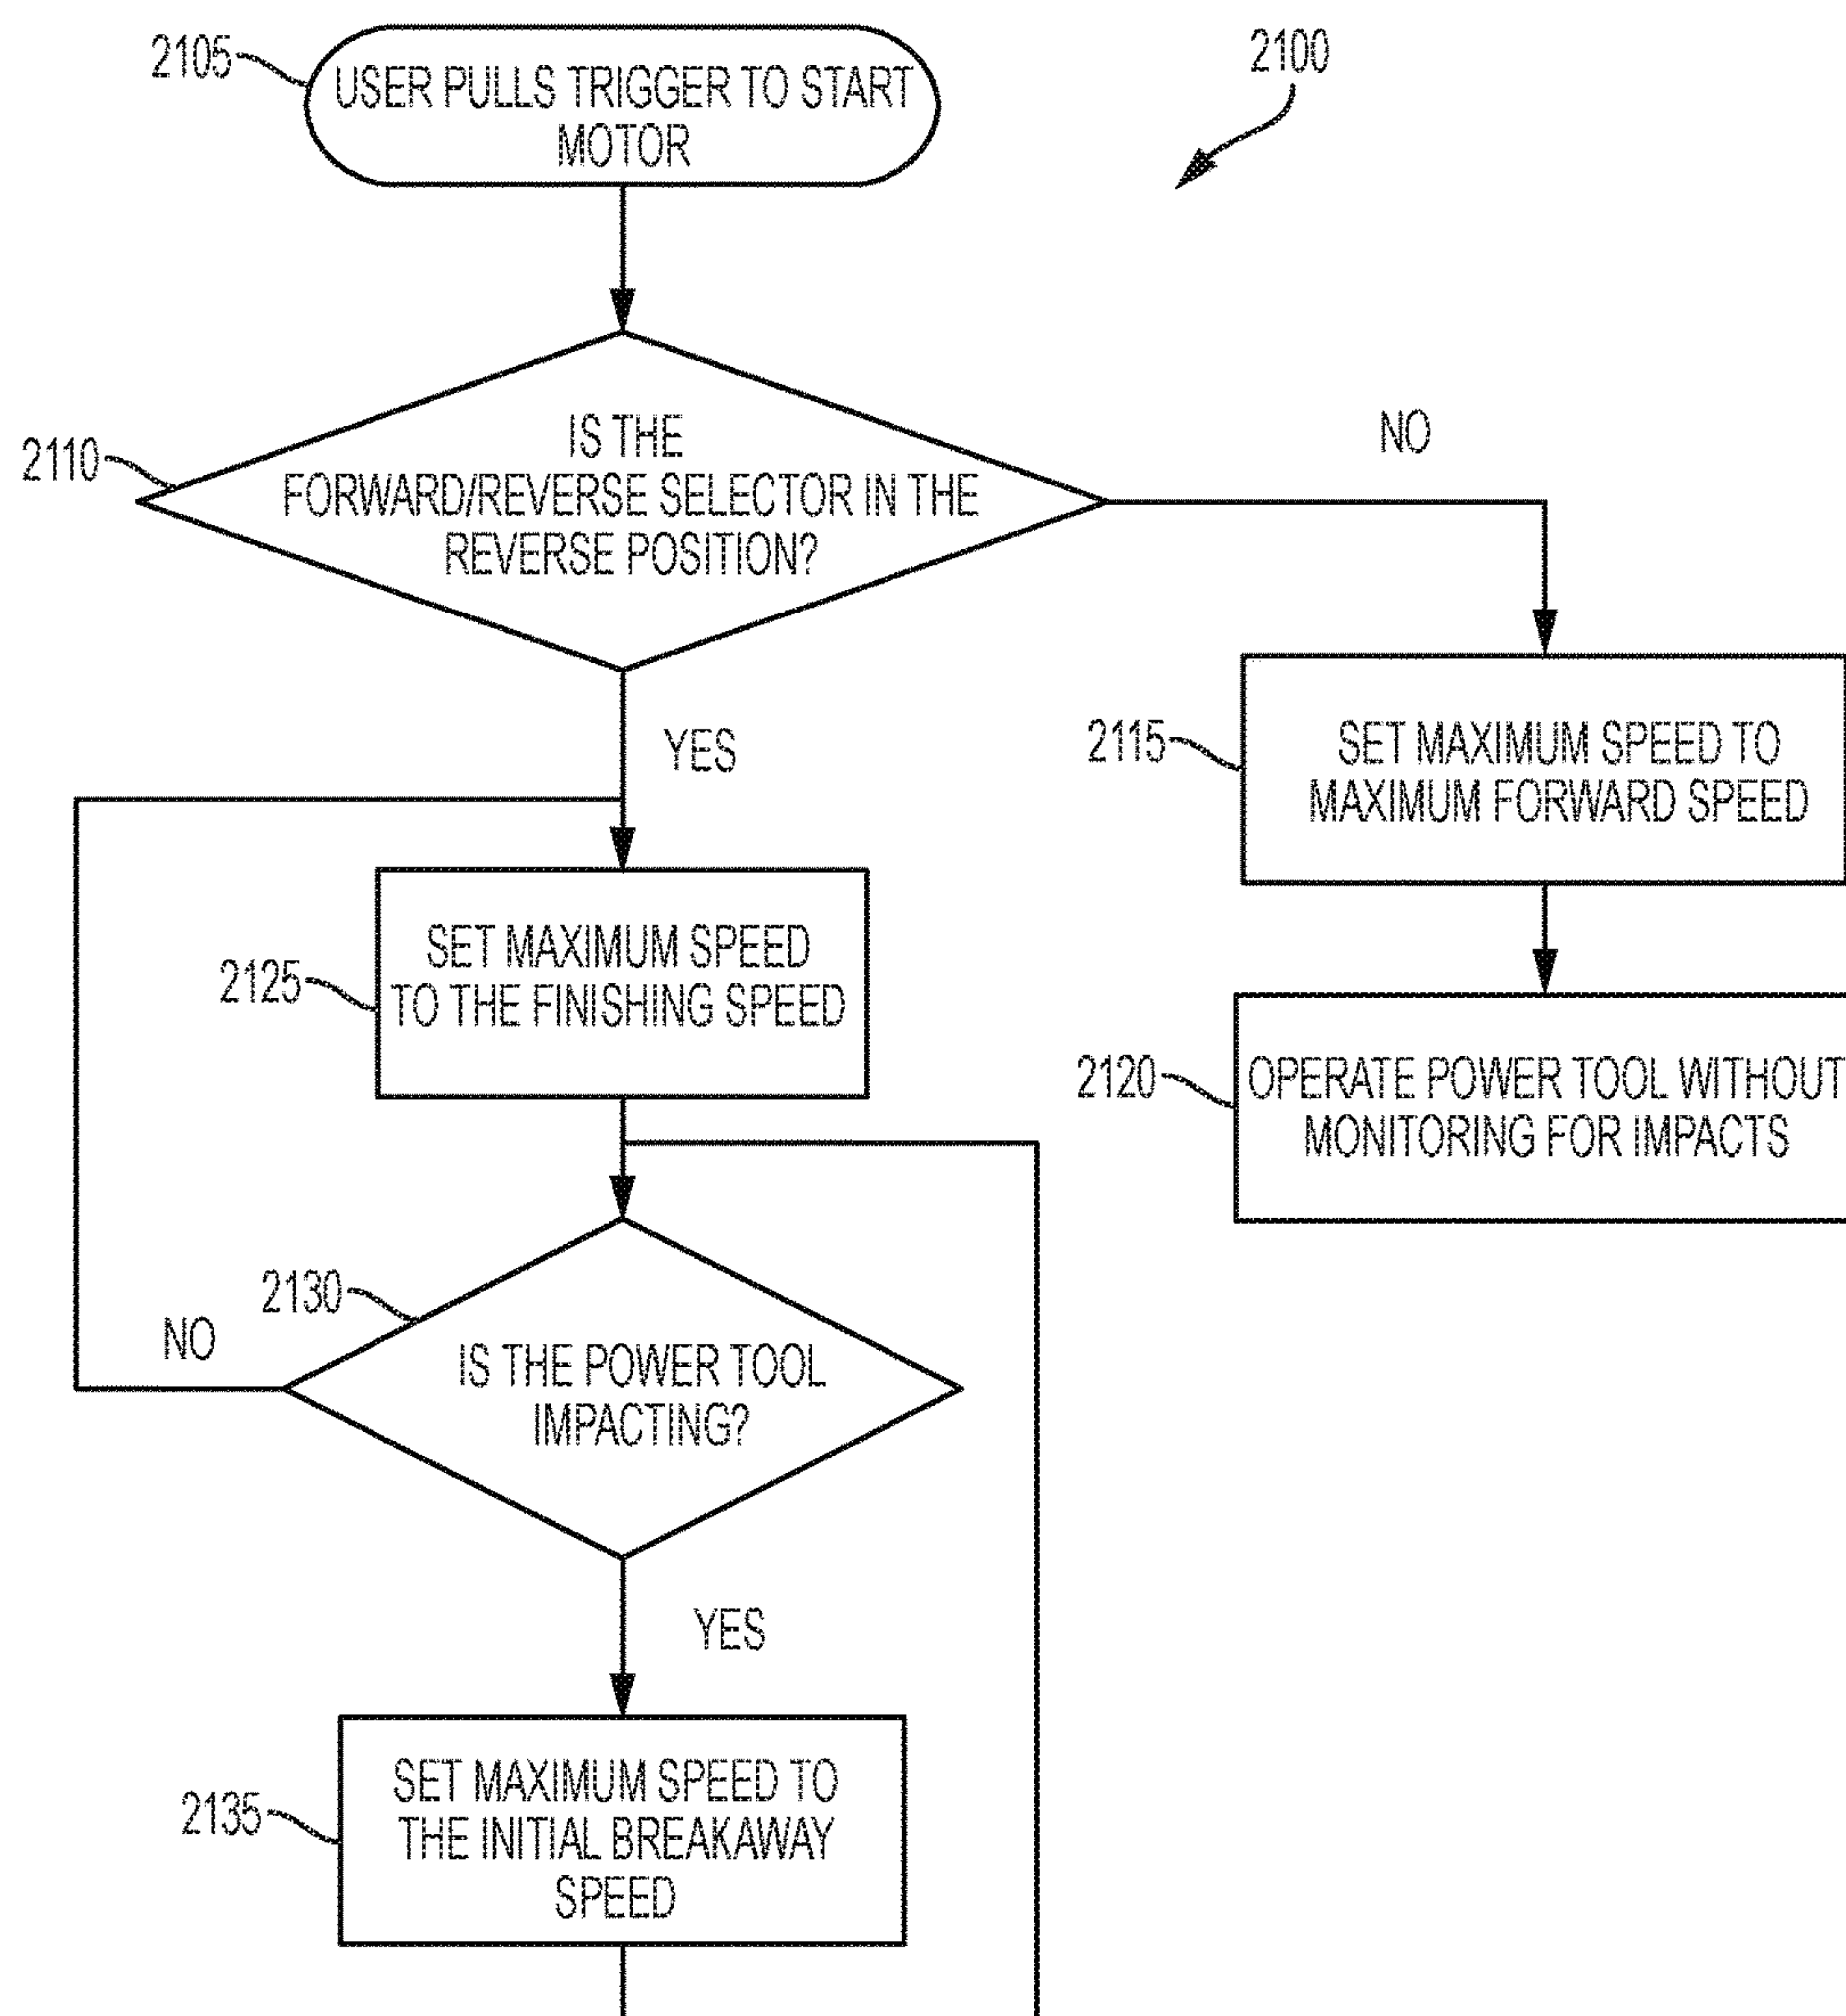 2105
USER PULLS TRIGGER TO START
MOTOR
2100
2110
IS THE
FORWARD/REVERSE SELECTOR IN THE
REVERSE POSITION?
NO
YES
2115
SET MAXIMUM SPEED TO
MAXIMUM FORWARD SPEED
2125
SET MAXIMUM SPEED
TO THE FINISHING SPEED
2120
OPERATE POWER TOOL WITHOUT
MONITORING FOR IMPACTS
2130
NO
IS THE POWER TOOL
IMPACTING?
YES
2135
SET MAXIMUM SPEED TO
THE INITIAL BREAKAWAY
SPEED